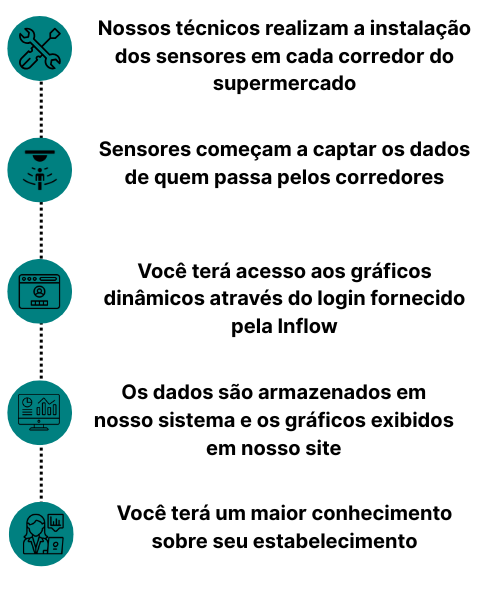 Nossos técnicos realizam a instalação
dos sensores em cada corredor do
supermercado
Sensores começam a captar os dados
de quem passa pelos corredores
Você terá acesso aos gráficos
dinâmicos através do login fornecido
pela Inflow
Os dados são armazenados em
nosso sistema e os gráficos exibidos
em nosso site
Você terá um maior conhecimento
sobre seu estabelecimento